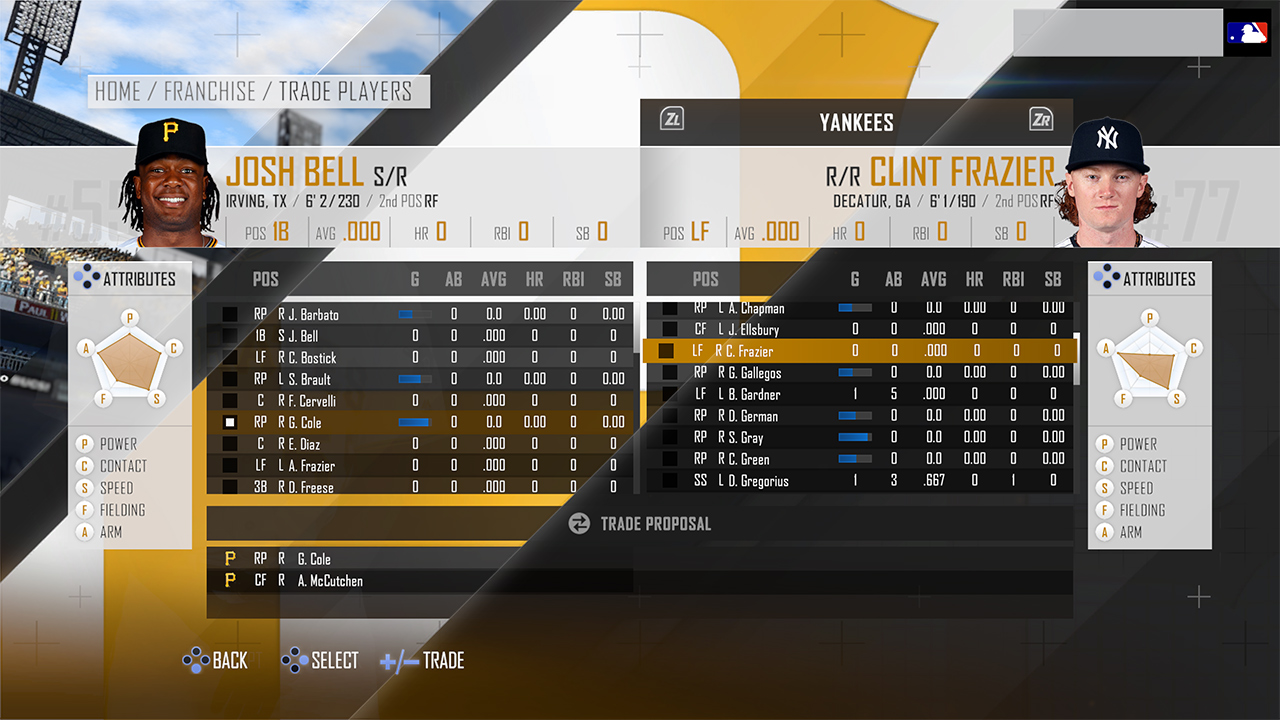 HOME / FRANCHISE / TRADE PLAYERS
ZL YANKEES ZR
JOSH BELL S/R
IRVING, TX / 6' 2 / 230 / 2nd POS RF
POS 1B AVG .000 HR 0 RBI 0 SB 0
R/R CLINT FRAZIER
DECATUR, GA / 6' 1 / 190 / 2nd POS RF
POS LF AVG .000 HR 0 RBI 0 SB 0
#55
#77
NY
P
ATTRIBUTES
P
A C
F S
P POWER
C CONTACT
S SPEED
F FIELDING
A ARM
POS G AB AVG HR RBI SB
RP R J. Barbato 0 0.0 0.00 0 0.00
1B S J. Bell 0 0 .000 0 0 0
LF R C. Bostick 0 0 .000 0 0 0
RP L S. Brault 0 0.0 0.00 0 0.00
C R F. Cervelli 0 0 .000 0 0 0
RP R G. Cole 0 0.0 0.00 0 0.00
C R E. Diaz 0 0 .000 0 0 0
LF L A. Frazier 0 0 .000 0 0 0
3B R D. Freese 0 0 .000 0 0 0
POS G AB AVG HR RBI SB
RP L A. Chapman 0 0.0 0.00 0 0.00
CF L J. Ellsbury 0 0 .000 0 0 0
LF R C. Frazier 0 0 .000 0 0 0
RP R G. Gallegos 0 0.0 0.00 0 0.00
LF L B. Gardner 1 5 .000 0 0 0
RP R D. German 0 0.0 0.00 0 0.00
RP R S. Gray 0 0.0 0.00 0 0.00
RP R C. Green 0 0.0 0.00 0 0.00
SS L D. Gregorius 1 3 .667 0 1 0
ATTRIBUTES
P
A C
F S
P POWER
C CONTACT
S SPEED
F FIELDING
A ARM
TRADE PROPOSAL
P RP R G. Cole
P CF R A. McCutchen
BACK SELECT +/− TRADE